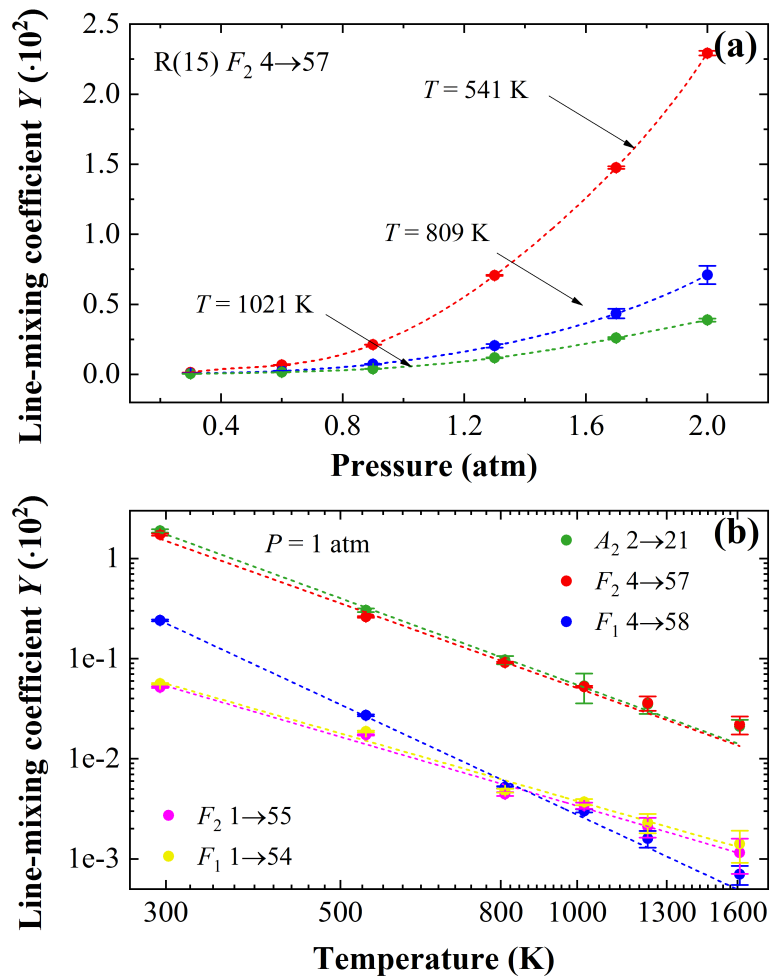 (a)
R(15) F₂ 4→57
T = 541 K
T = 809 K
T = 1021 K
Line-mixing coefficient Y (·10²)
2.5
2.0
1.5
1.0
0.5
0.0
0.4 0.8 1.2 1.6 2.0
Pressure (atm)
(b)
P = 1 atm
A₂ 2→21
F₂ 4→57
F₁ 4→58
F₂ 1→55
F₁ 1→54
Line-mixing coefficient Y (·10²)
1
1e-1
1e-2
1e-3
300 500 800 1000 1300 1600
Temperature (K)